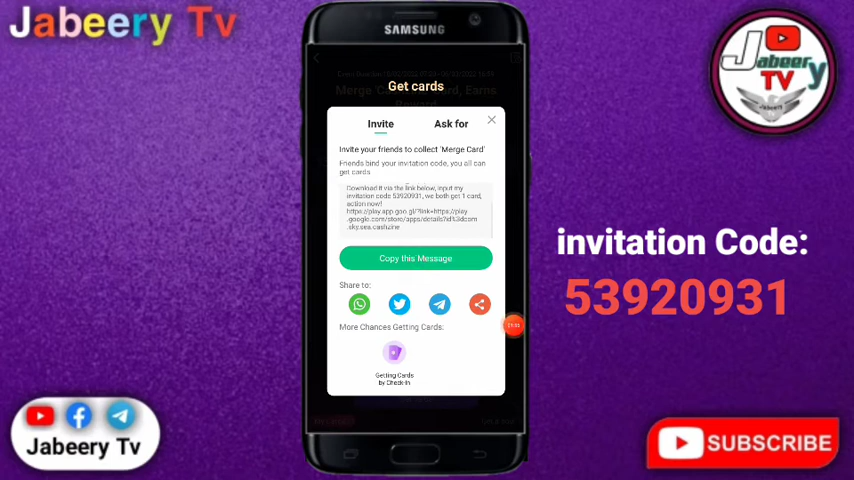 Jabeery Tv
SAMSUNG
Get cards
Invite
Ask for
Invite your friends to collect 'Merge Card'
Friends bind your invitation code, you all can
get cards
Download it via the link below, input my
invitation code 53920931, we both get 1 card,
action now!
https://play.app.goo.gl/?link=https://play
.google.com/store/apps/details?id%3dcom
.sky.sea.cashzine
Copy this Message
Share to:
More Chances Getting Cards:
Getting Cards
by Check-In
Jabeery
TV
invitation Code:
53920931
Jabeery Tv
SUBSCRIBE